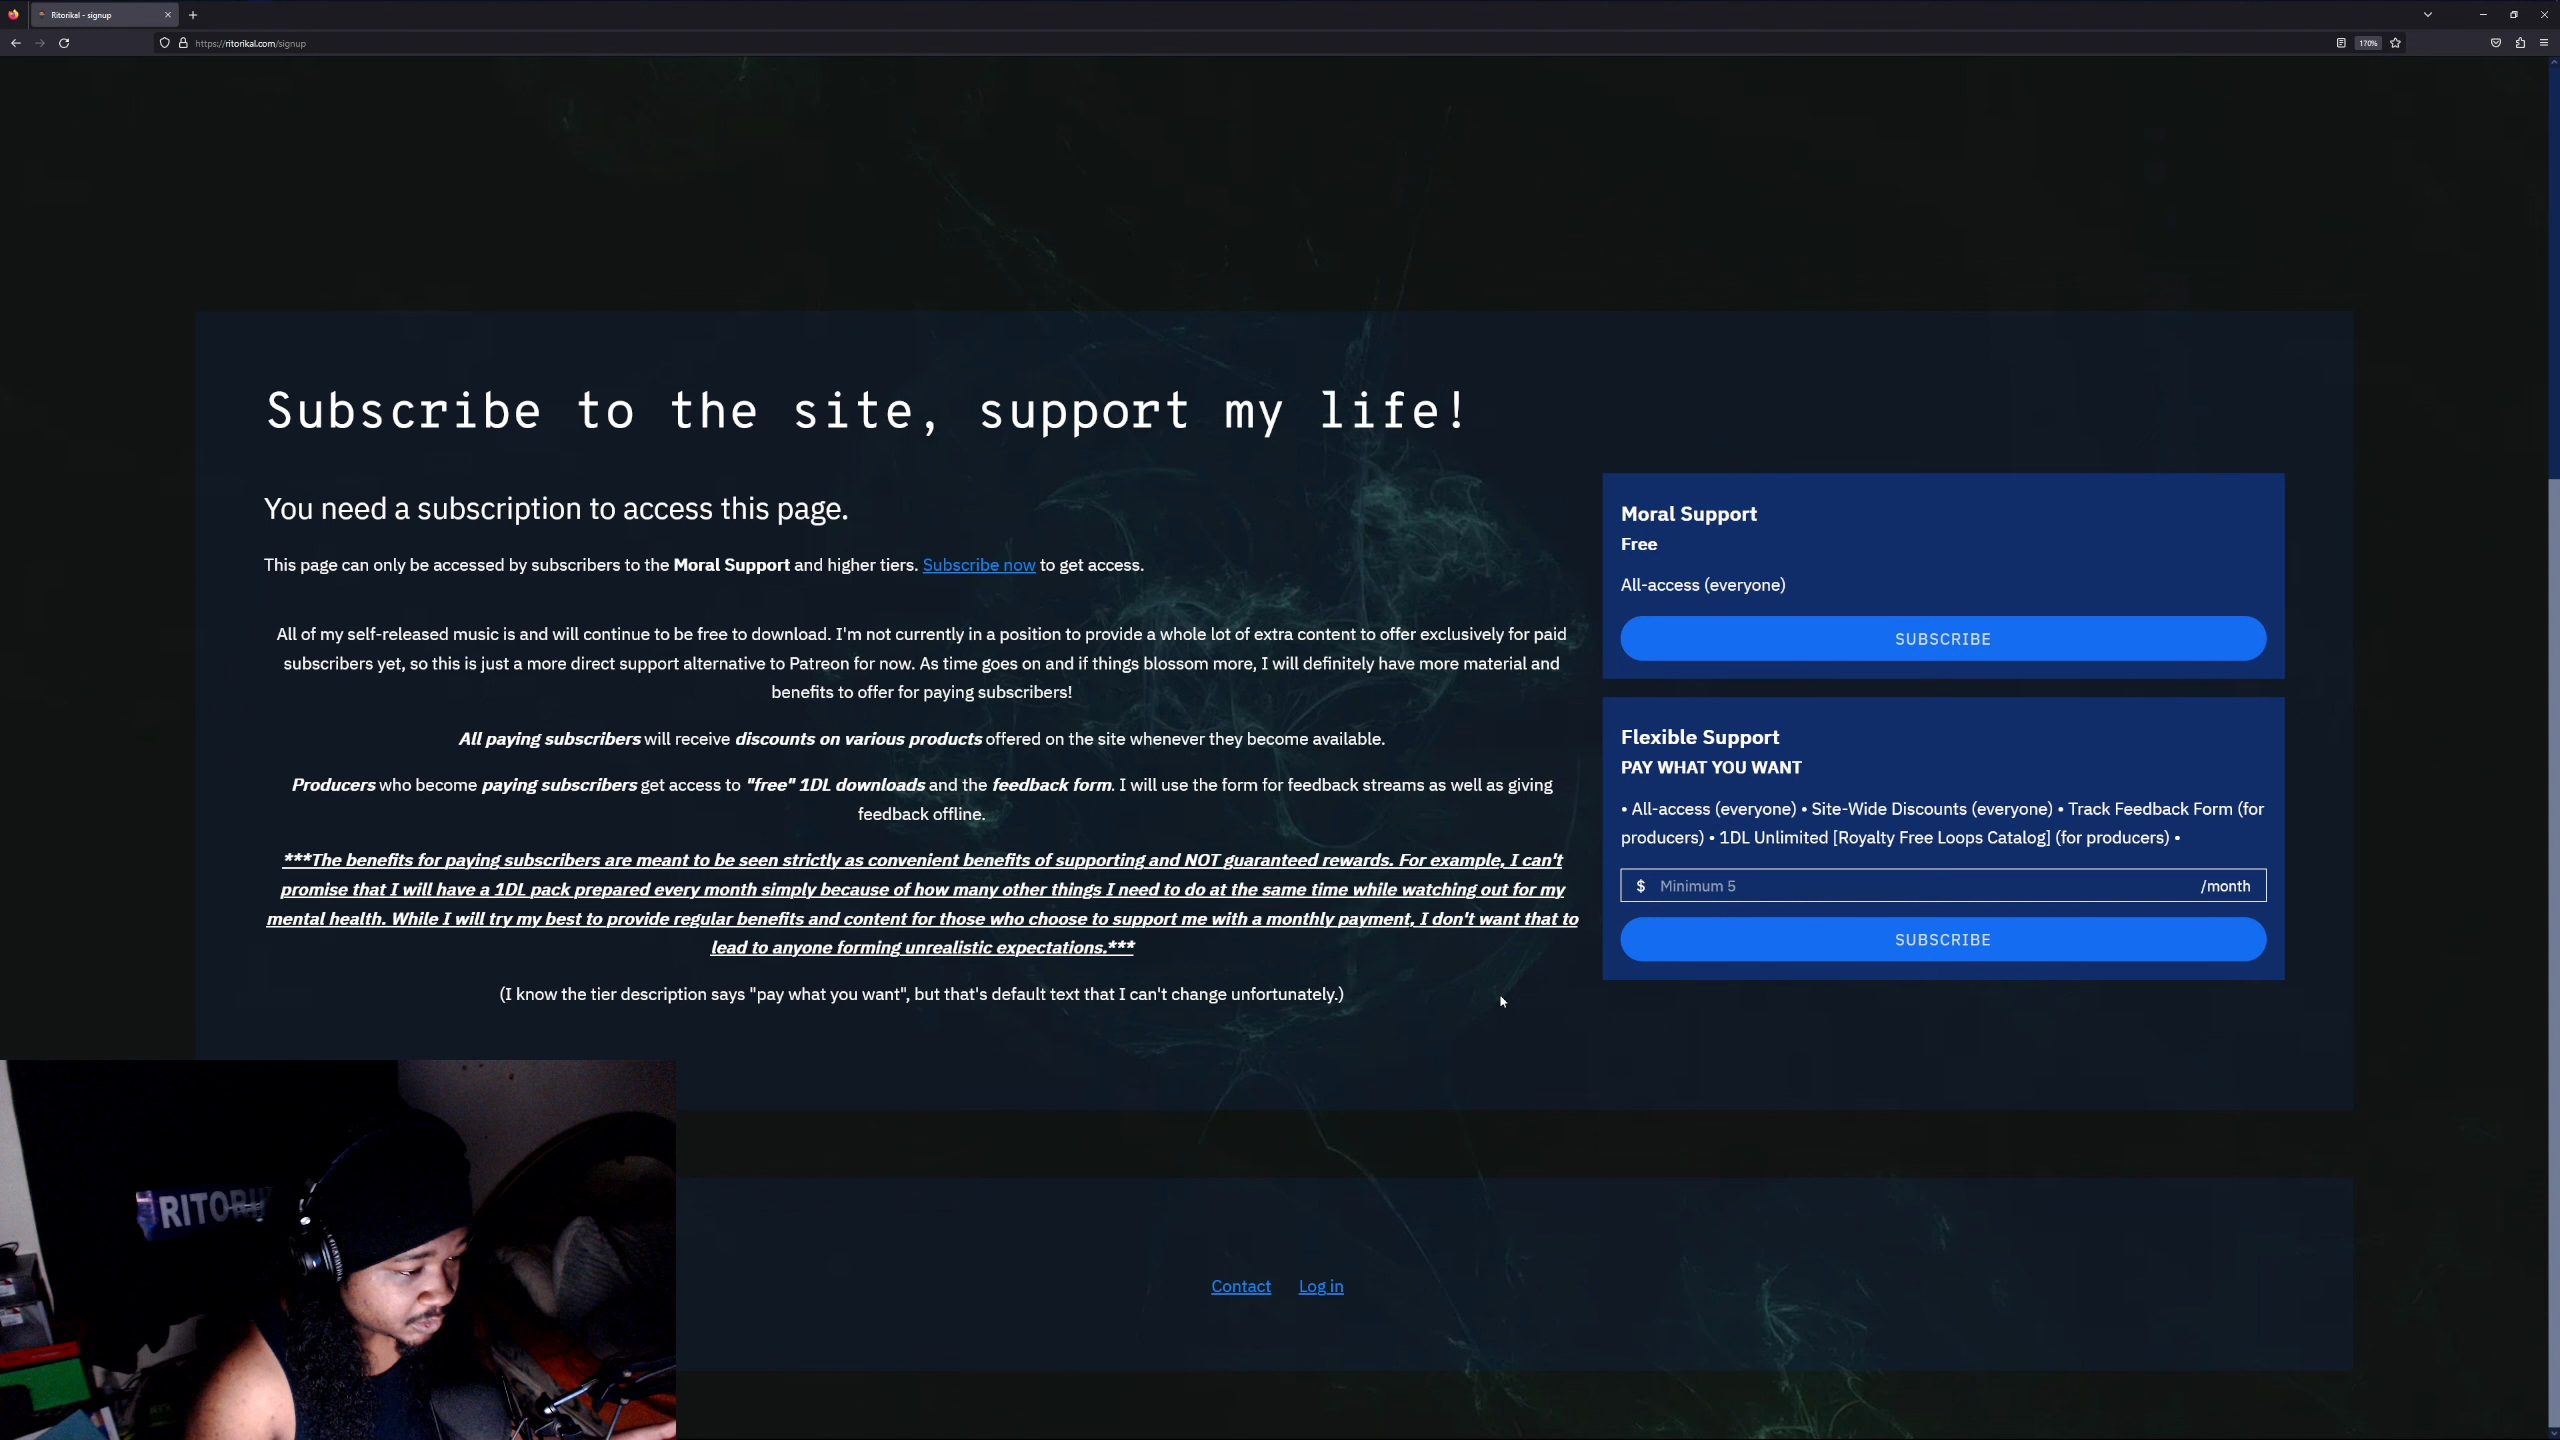 Ritorikal - signup
https://ritorikal.com/signup
170%
Subscribe to the site, support my life!
You need a subscription to access this page.
This page can only be accessed by subscribers to the Moral Support and higher tiers. Subscribe now to get access.
All of my self-released music is and will continue to be free to download. I'm not currently in a position to provide a whole lot of extra content to offer exclusively for paid
subscribers yet, so this is just a more direct support alternative to Patreon for now. As time goes on and if things blossom more, I will definitely have more material and
benefits to offer for paying subscribers!
All paying subscribers will receive discounts on various products offered on the site whenever they become available.
Producers who become paying subscribers get access to "free" 1DL downloads and the feedback form. I will use the form for feedback streams as well as giving
feedback offline.
***The benefits for paying subscribers are meant to be seen strictly as convenient benefits of supporting and NOT guaranteed rewards. For example, I can't
promise that I will have a 1DL pack prepared every month simply because of how many other things I need to do at the same time while watching out for my
mental health. While I will try my best to provide regular benefits and content for those who choose to support me with a monthly payment, I don't want that to
lead to anyone forming unrealistic expectations.***
(I know the tier description says "pay what you want", but that's default text that I can't change unfortunately.)
Moral Support
Free
All-access (everyone)
SUBSCRIBE
Flexible Support
PAY WHAT YOU WANT
• All-access (everyone) • Site-Wide Discounts (everyone) • Track Feedback Form (for
producers) • 1DL Unlimited [Royalty Free Loops Catalog] (for producers) •
$ Minimum 5 /month
SUBSCRIBE
Contact Log in